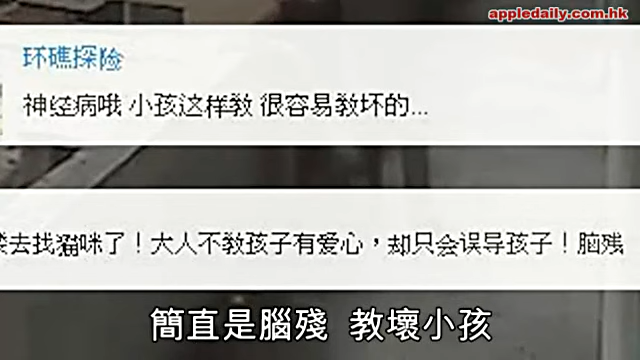 appledaily.com.hk
环礁探险
神经病哦 小孩这样教 很容易教坏的...
去找猫咪了！大人不教孩子有爱心，却只会误导孩子！脑残
簡直是腦殘 教壞小孩